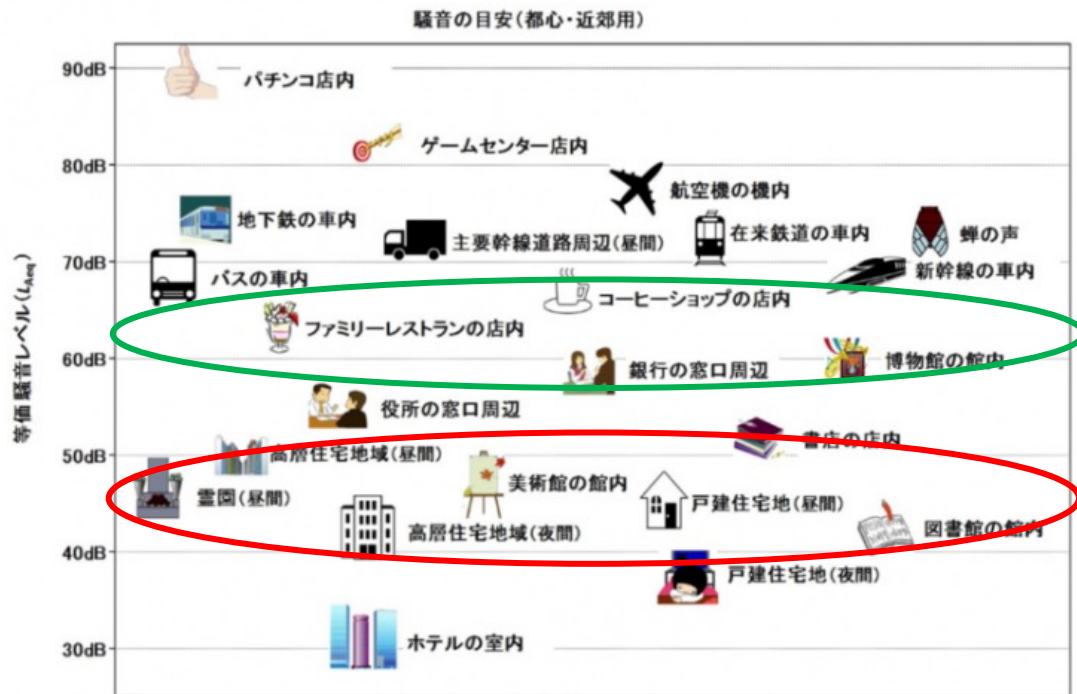 騒音の目安(都心・近郊用)
等価騒音レベル(LAeq)
90dB
パチンコ店内
ゲームセンター店内
80dB
航空機の機内
地下鉄の車内
主要幹線道路周辺(昼間)
在来鉄道の車内
蝉の声
70dB
バスの車内
新幹線の車内
コーヒーショップの店内
ファミリーレストランの店内
60dB
銀行の窓口周辺
博物館の館内
役所の窓口周辺
書店の店内
50dB
高層住宅地域(昼間)
霊園(昼間)
美術館の館内
戸建住宅地(昼間)
高層住宅地域(夜間)
図書館の館内
40dB
戸建住宅地(夜間)
ホテルの室内
30dB